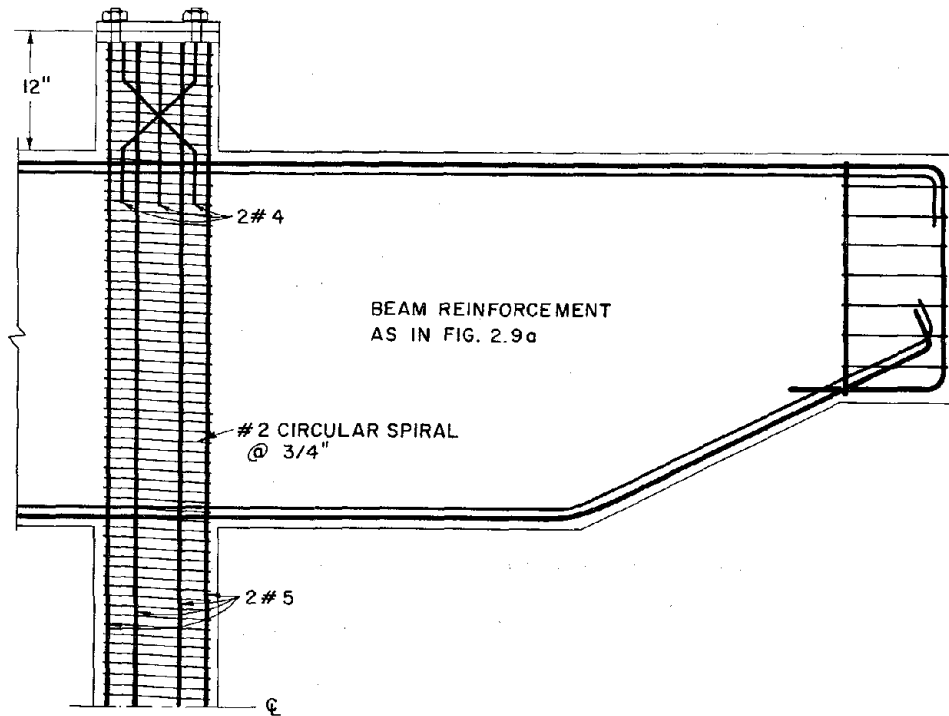 12"
2#4
BEAM REINFORCEMENT
AS IN FIG. 2.9a
#2 CIRCULAR SPIRAL
@ 3/4"
2#5
℄